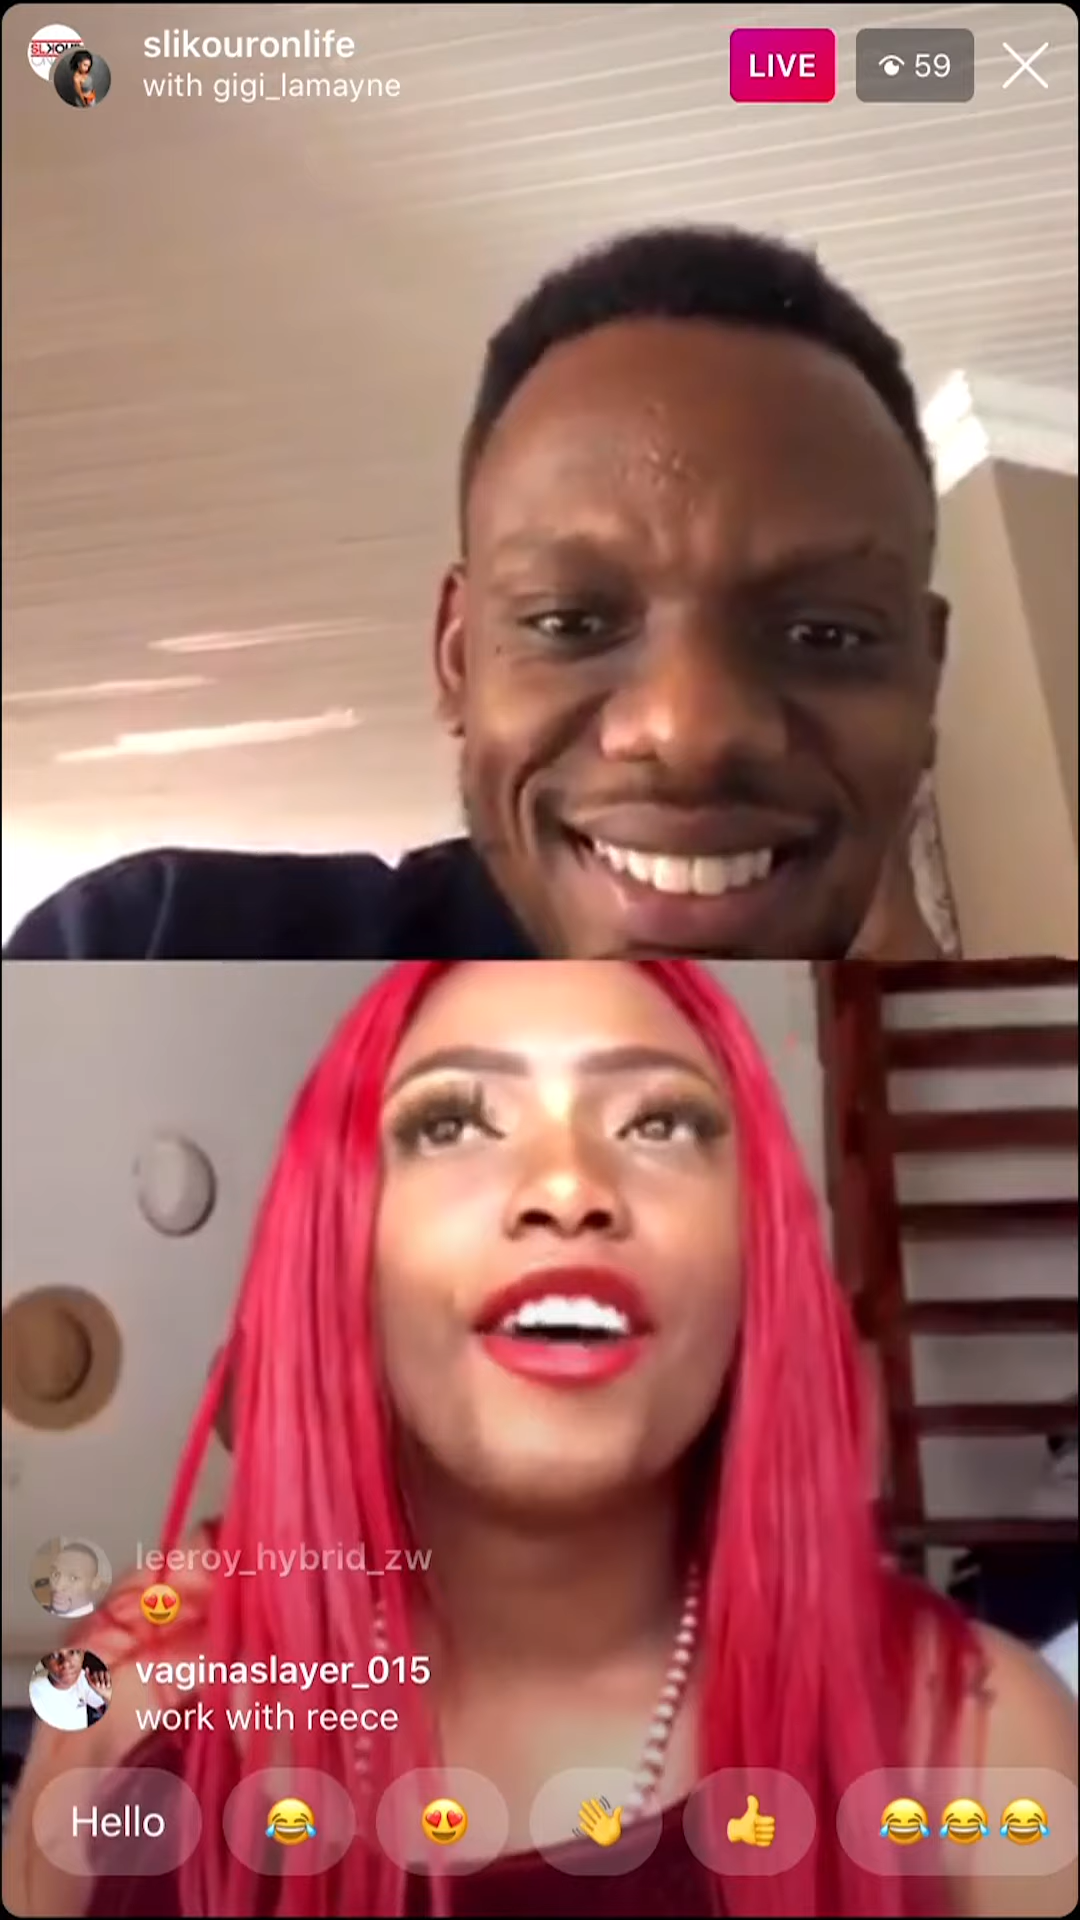 slikouronlife
with gigi_lamayne
LIVE
59
leeroy_hybrid_zw
😍
vaginaslayer_015
work with reece
Hello
😂
😍
👋
👍
😂😂😂